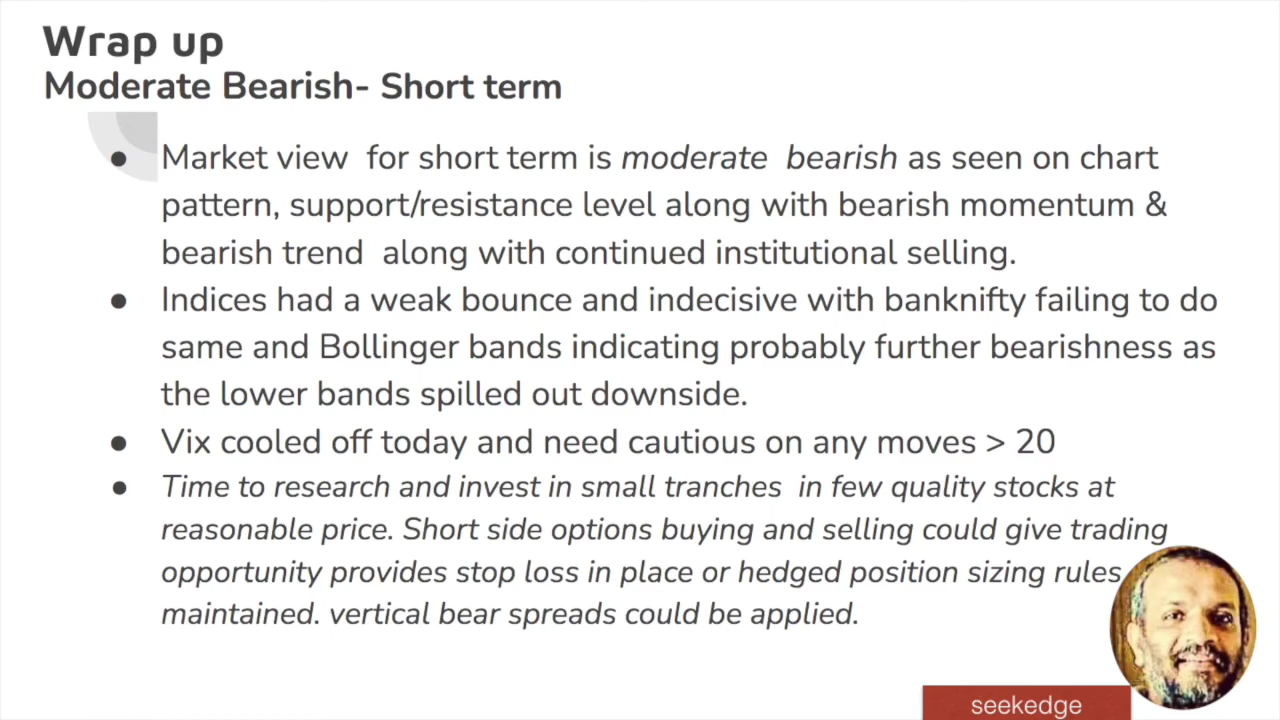 Wrap up
Moderate Bearish- Short term
● Market view for short term is moderate bearish as seen on chart
pattern, support/resistance level along with bearish momentum &
bearish trend along with continued institutional selling.
● Indices had a weak bounce and indecisive with banknifty failing to do
same and Bollinger bands indicating probably further bearishness as
the lower bands spilled out downside.
● Vix cooled off today and need cautious on any moves > 20
● Time to research and invest in small tranches in few quality stocks at
reasonable price. Short side options buying and selling could give trading
opportunity provides stop loss in place or hedged position sizing rules
maintained. vertical bear spreads could be applied.
seekedge